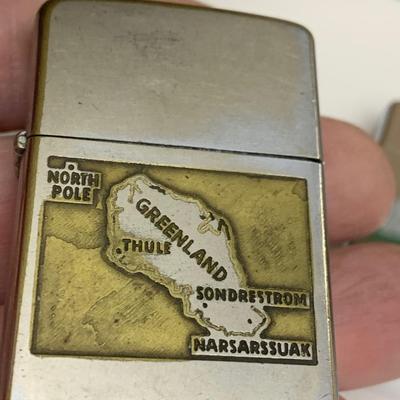 NORTH
POLE
GREENLAND
THULE
SONDRESTROM
NARSARSSUAK